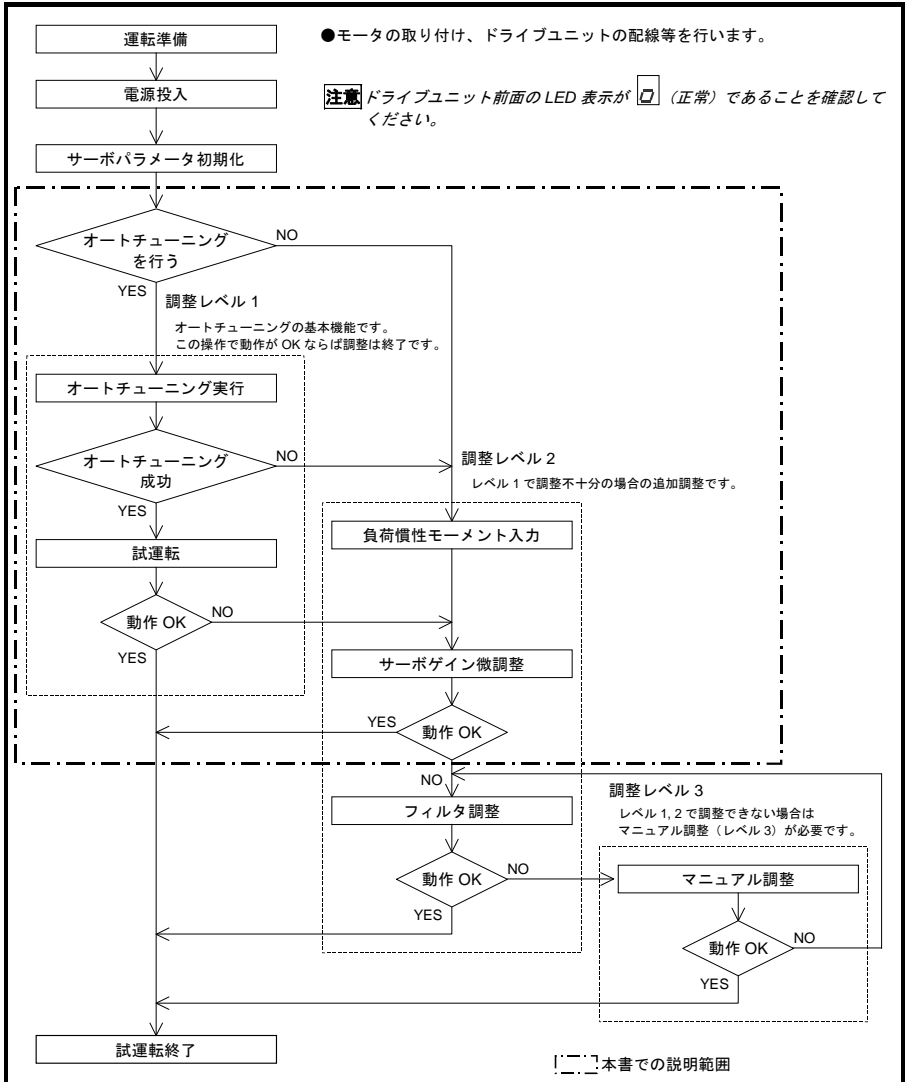 運転準備
●モータの取り付け、ドライブユニットの配線等を行います。
電源投入
注意 ドライブユニット前面の LED 表示が （正常）であることを確認して
ください。
サーボパラメータ初期化
オートチューニング
を行う
NO
YES
調整レベル 1
オートチューニングの基本機能です。
この操作で動作が OK ならば調整は終了です。
オートチューニング実行
オートチューニング
成功
NO
YES
調整レベル 2
レベル 1 で調整不十分の場合の追加調整です。
試運転
負荷慣性モーメント入力
動作 OK
NO
YES
サーボゲイン微調整
動作 OK
YES
NO
フィルタ調整
調整レベル 3
レベル 1, 2 で調整できない場合は
マニュアル調整（レベル 3）が必要です。
動作 OK
NO
YES
マニュアル調整
動作 OK
NO
YES
試運転終了
本書での説明範囲